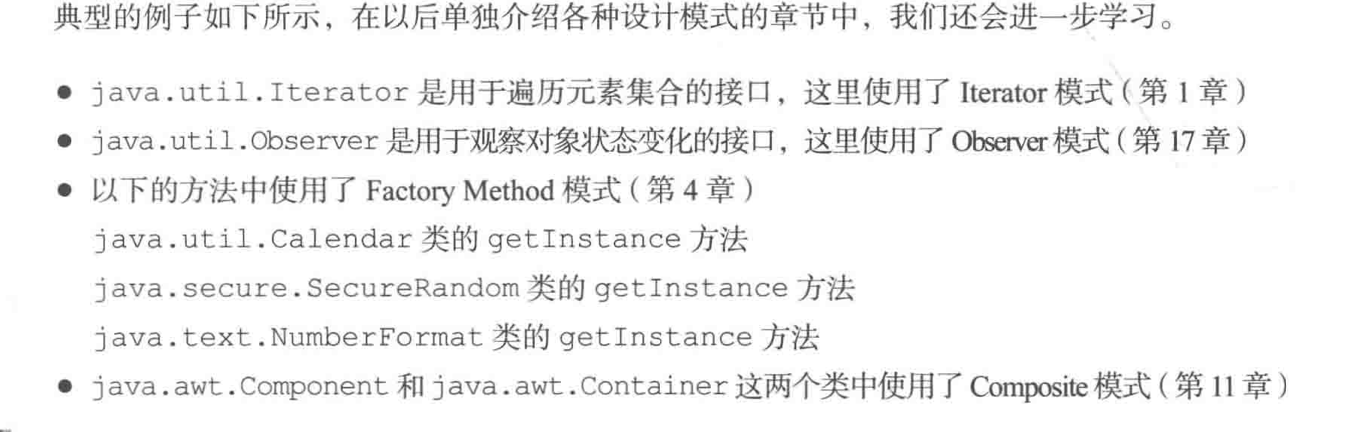 典型的例子如下所示，在以后单独介绍各种设计模式的章节中，我们还会进一步学习。
● java.util.Iterator 是用于遍历元素集合的接口，这里使用了 Iterator 模式（第 1 章）
● java.util.Observer 是用于观察对象状态变化的接口，这里使用了 Observer 模式（第 17 章）
● 以下的方法中使用了 Factory Method 模式（第 4 章）
java.util.Calendar 类的 getInstance 方法
java.secure.SecureRandom 类的 getInstance 方法
java.text.NumberFormat 类的 getInstance 方法
● java.awt.Component 和 java.awt.Container 这两个类中使用了 Composite 模式（第 11 章）